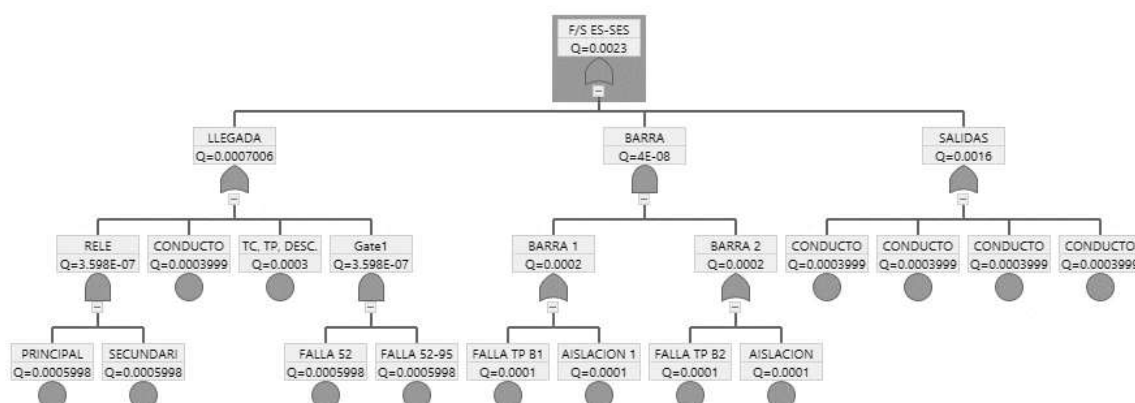 F/S ES-SES
Q=0.0023
LLEGADA
Q=0.0007006
BARRA
Q=4E-08
SALIDAS
Q=0.0016
RELE
Q=3.598E-07
CONDUCTO
Q=0.0003999
TC, TP, DESC.
Q=0.0003
Gate1
Q=3.598E-07
BARRA 1
Q=0.0002
BARRA 2
Q=0.0002
CONDUCTO
Q=0.0003999
CONDUCTO
Q=0.0003999
CONDUCTO
Q=0.0003999
CONDUCTO
Q=0.0003999
PRINCIPAL
Q=0.0005998
SECUNDARI
Q=0.0005998
FALLA 52
Q=0.0005998
FALLA 52-95
Q=0.0005998
FALLA TP B1
Q=0.0001
AISLACION 1
Q=0.0001
FALLA TP B2
Q=0.0001
AISLACION
Q=0.0001